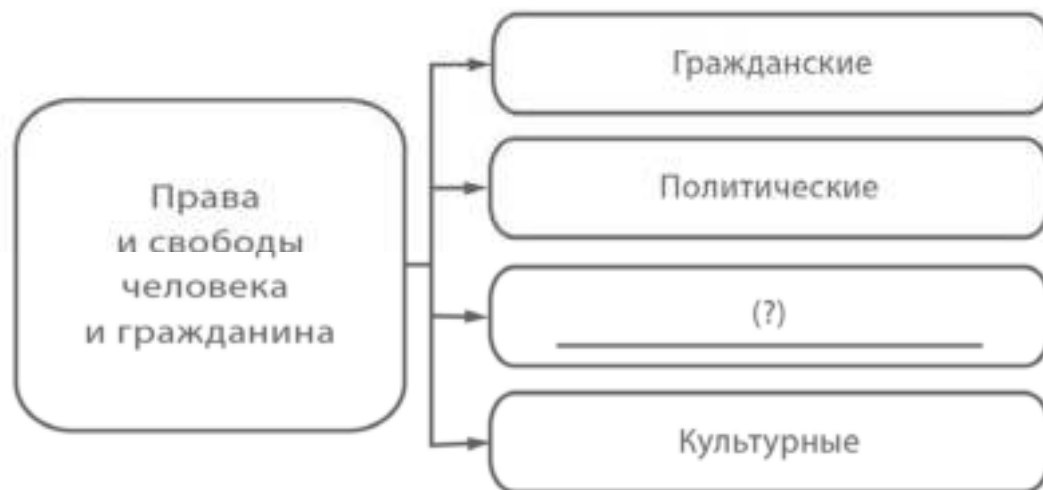 Права
и свободы
человека
и гражданина
Гражданские
Политические
(?)
Культурные